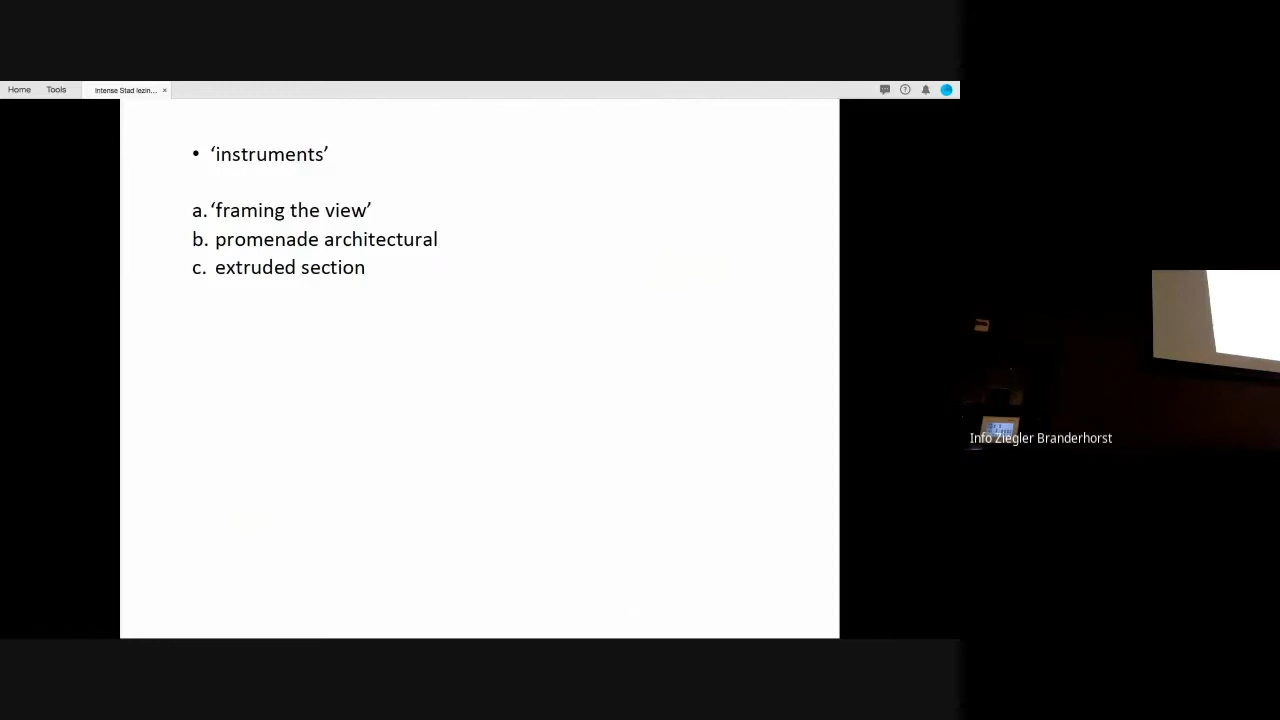 Home Tools Intense Stad lezin... ×
• ‘instruments’
a. ‘framing the view’
b. promenade architectural
c. extruded section
Info Ziegler Branderhorst